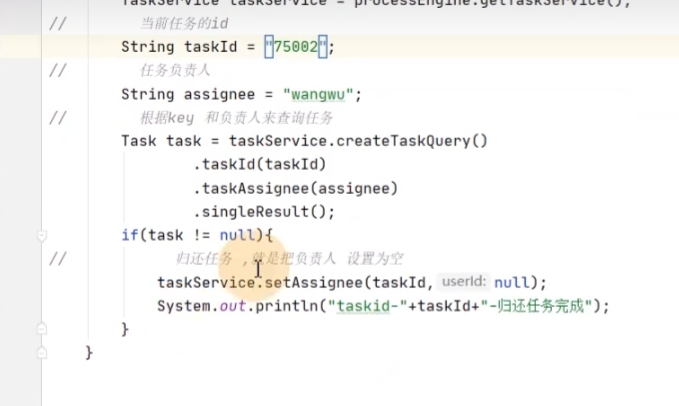 TaskService taskService = processEngine.getTaskService();
// 当前任务的id
String taskId = "75002";
// 任务负责人
String assignee = "wangwu";
// 根据key 和负责人来查询任务
Task task = taskService.createTaskQuery()
.taskId(taskId)
.taskAssignee(assignee)
.singleResult();
if(task != null){
// 归还任务 ,就是把负责人 设置为空
taskService.setAssignee(taskId, userId: null);
System.out.println("taskid-"+taskId+"-归还任务完成");
}
}